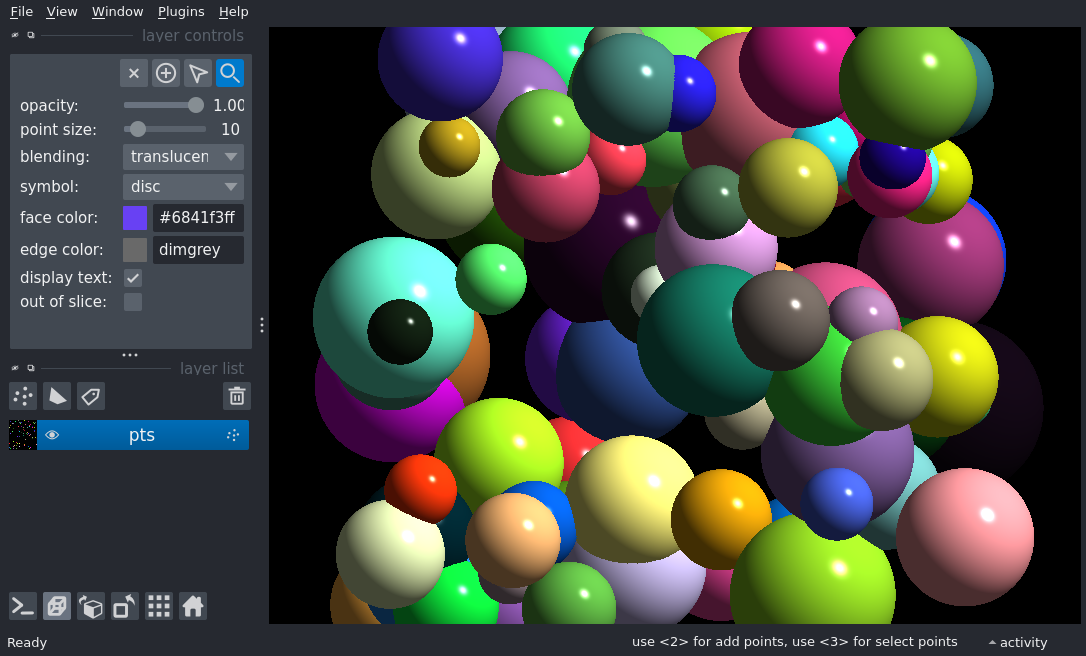 File View Window Plugins Help
layer controls
opacity: 1.00
point size: 10
blending: translucen
symbol: disc
face color: #6841f3ff
edge color: dimgrey
display text:
out of slice:
layer list
pts
Ready use <2> for add points, use <3> for select points activity